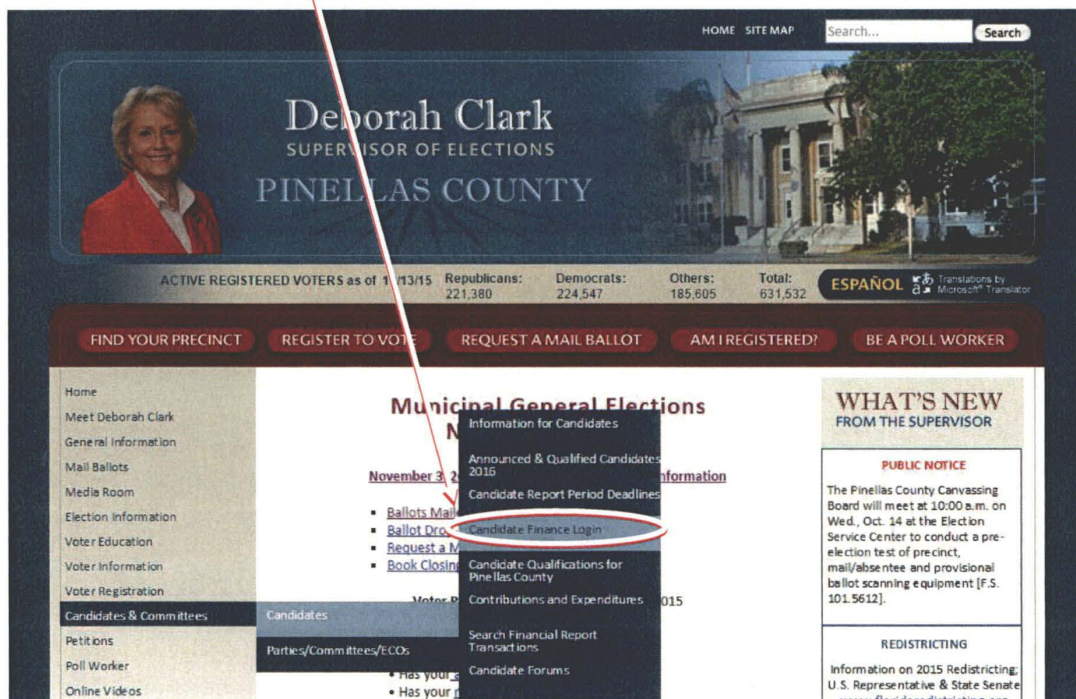 HOME SITE MAP Search... Search
Deborah Clark
SUPERVISOR OF ELECTIONS
PINELLAS COUNTY
ACTIVE REGISTERED VOTERS as of 1 /13/15 Republicans: Democrats: Others: Total:
221,380 224,547 185,605 631,532
ESPAÑOL Translations by
Microsoft® Translator
FIND YOUR PRECINCT REGISTER TO VOTE REQUEST A MAIL BALLOT AM I REGISTERED? BE A POLL WORKER
Home
Meet Deborah Clark
General Information
Mail Ballots
Media Room
Election Information
Voter Education
Voter Information
Voter Registration
Candidates & Committees
Petitions
Poll Worker
Online Videos
Candidates
Parties/Committees/ECOs
Municipal General Elections
November 3, formation
Ballots
Ballot
Request a
Book Closing
2015
Has your
Has your
Information for Candidates
Announced & Qualified Candidates
2016
Candidate Report Period Deadlines
Candidate Finance Login
Candidate Qualifications for
Pinellas County
Contributions and Expenditures
Search Financial Report
Transactions
Candidate Forums
WHAT'S NEW
FROM THE SUPERVISOR
PUBLIC NOTICE
The Pinellas County Canvassing
Board will meet at 10:00 a.m. on
Wed., Oct. 14 at the Election
Service Center to conduct a pre-
election test of precinct,
mail/absentee and provisional
ballot scanning equipment [F.S.
101.5612].
REDISTRICTING
Information on 2015 Redistricting;
U.S. Representative & State Senate